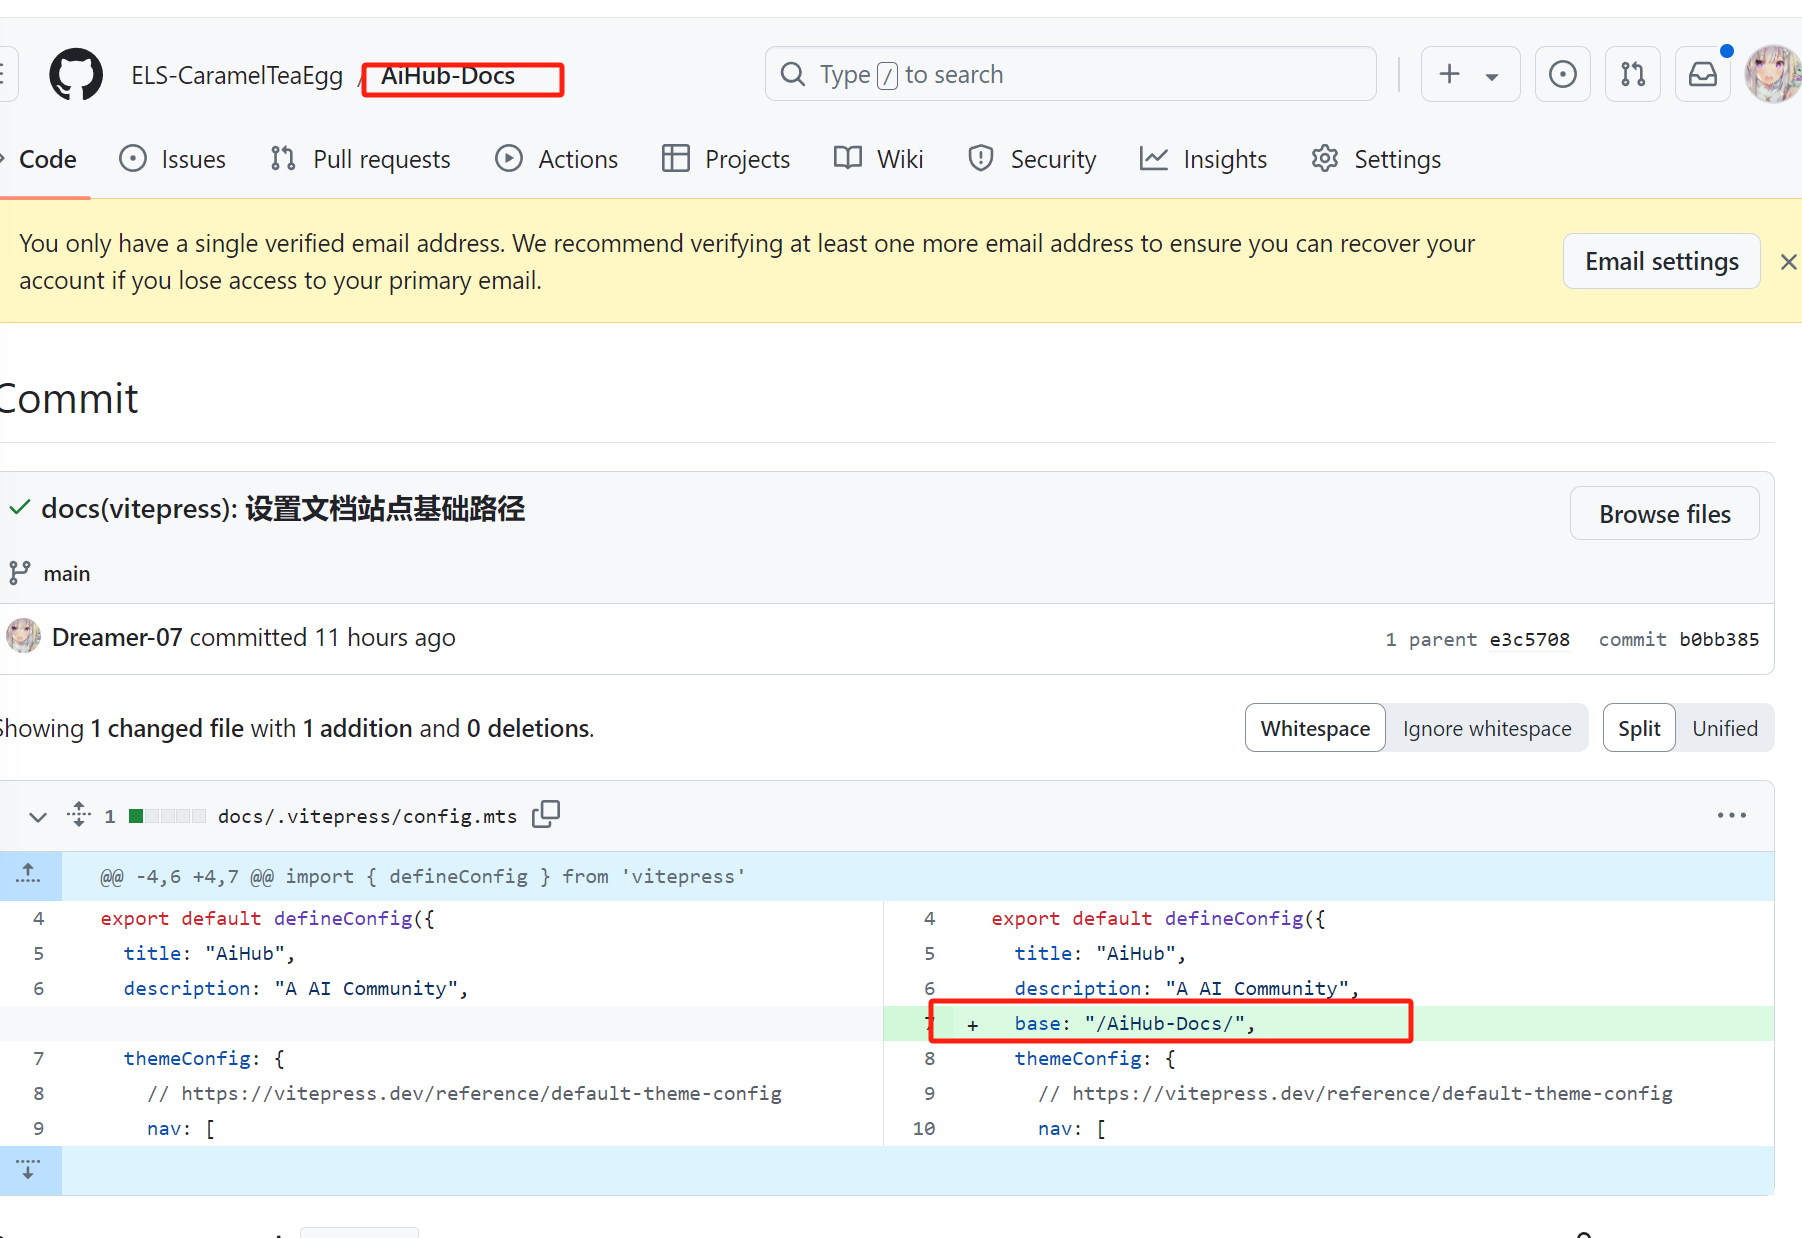 ELS-CaramelTeaEgg / AiHub-Docs
Type / to search
Code Issues Pull requests Actions Projects Wiki Security Insights Settings
You only have a single verified email address. We recommend verifying at least one more email address to ensure you can recover your
account if you lose access to your primary email.
Email settings
Commit
docs(vitepress): 设置文档站点基础路径
Browse files
main
Dreamer-07 committed 11 hours ago
1 parent e3c5708 commit b0bb385
Showing 1 changed file with 1 addition and 0 deletions.
Whitespace Ignore whitespace Split Unified
1 docs/.vitepress/config.mts
@@ -4,6 +4,7 @@ import { defineConfig } from 'vitepress'
4 export default defineConfig({
5 title: "AiHub",
6 description: "A AI Community",
7 themeConfig: {
8 // https://vitepress.dev/reference/default-theme-config
9 nav: [
4 export default defineConfig({
5 title: "AiHub",
6 description: "A AI Community",
7 + base: "/AiHub-Docs/",
8 themeConfig: {
9 // https://vitepress.dev/reference/default-theme-config
10 nav: [